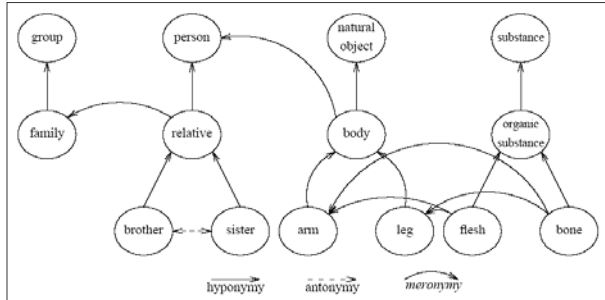 group
person
natural
object
substance
family
relative
body
organic
substance
brother
sister
arm
leg
flesh
bone
hyponymy
antonymy
meronymy